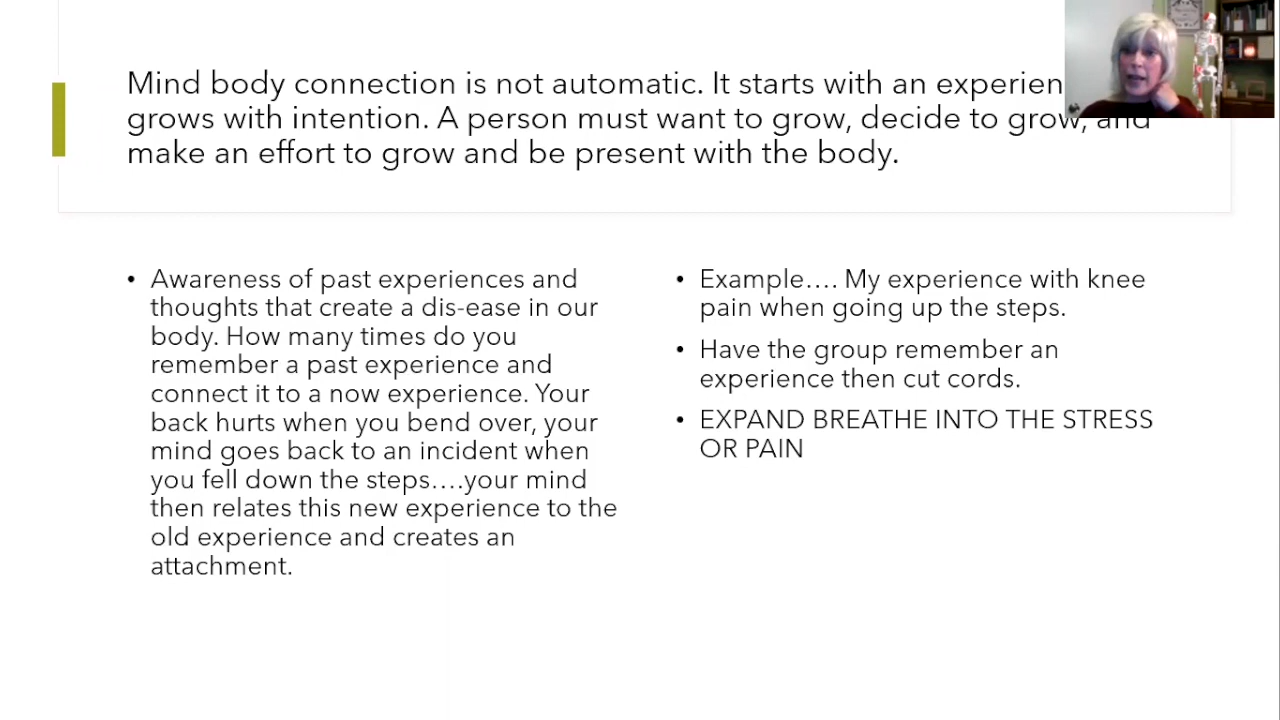 Mind body connection is not automatic. It starts with an
grows with intention. A person must want to grow, decide to grow, and
make an effort to grow and be present with the body.
• Awareness of past experiences and
thoughts that create a dis-ease in our
body. How many times do you
remember a past experience and
connect it to a now experience. Your
back hurts when you bend over, your
mind goes back to an incident when
you fell down the steps….your mind
then relates this new experience to the
old experience and creates an
attachment.
• Example…. My experience with knee
pain when going up the steps.
• Have the group remember an
experience then cut cords.
• EXPAND BREATHE INTO THE STRESS
OR PAIN